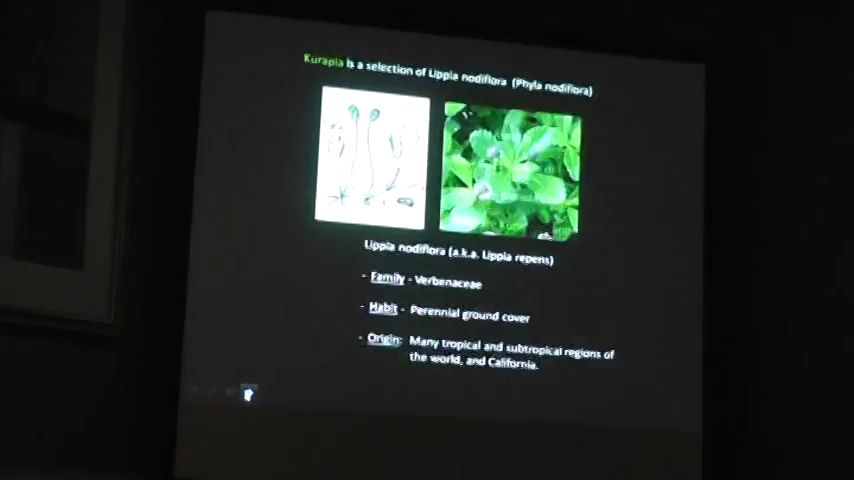 Kurapia is a selection of Lippia nodiflora (Phyla nodiflora)
Lippia nodiflora (a.k.a. Lippia repens)
- Family - Verbenaceae
- Habit - Perennial ground cover
- Origin: Many tropical and subtropical regions of
the world, and California.